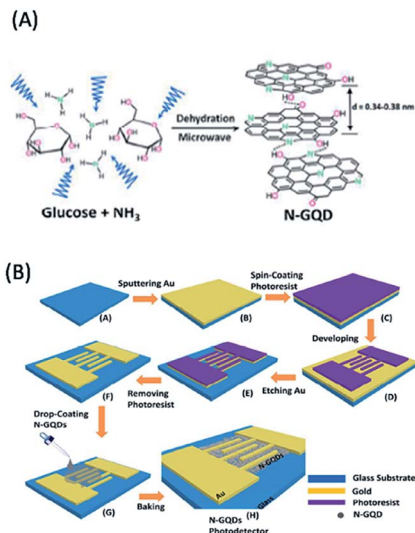 (A)
Dehydration
Microwave
d = 0.34-0.38 nm
Glucose + NH₃
N-GQD
(B)
Sputtering Au
Spin-Coating
Photoresist
(A)
(B)
(C)
Developing
(F)
Removing
Photoresist
(E)
Etching Au
(D)
Drop-Coating
N-GQDs
(G)
Baking
N-GQDs
Au
Glass
(H)
N-GQDs
Photodetector
Glass Substrate
Gold
Photoresist
N-GQD